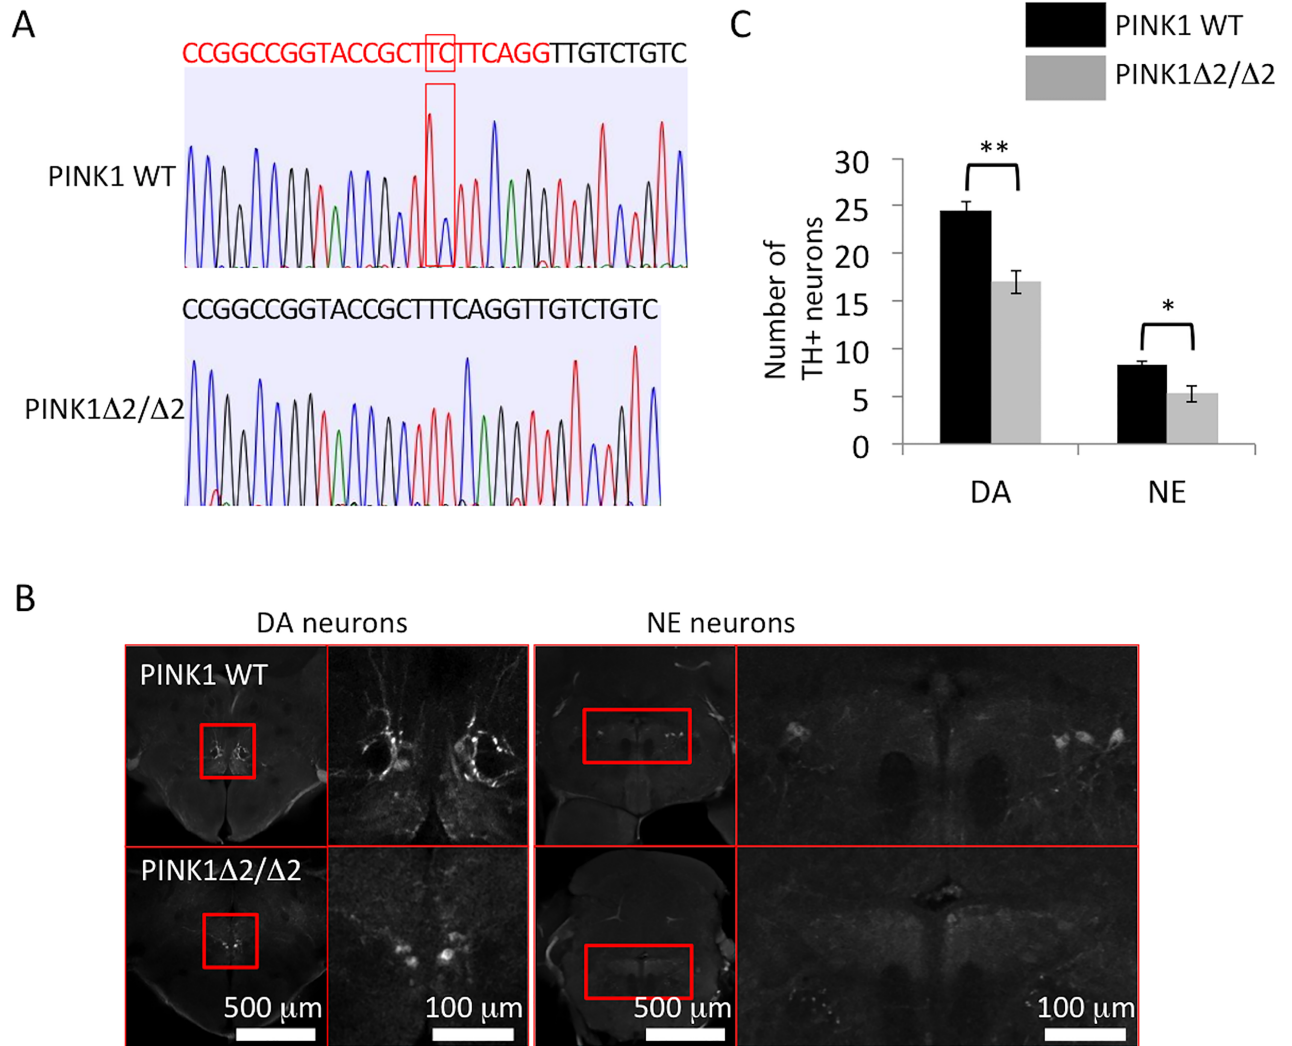 A
CCGGCCGGTACCGCTTCTTCAGGTTGTCTGTC
PINK1 WT
CCGGCCGGTACCGCTTTCAGGTTGTCTGTC
PINK1Δ2/Δ2
C
PINK1 WT
PINK1Δ2/Δ2
Number of
TH+ neurons
30
25
20
15
10
5
0
**
*
DA
NE
B
DA neurons
NE neurons
PINK1 WT
PINK1Δ2/Δ2
500 μm
100 μm
500 μm
100 μm